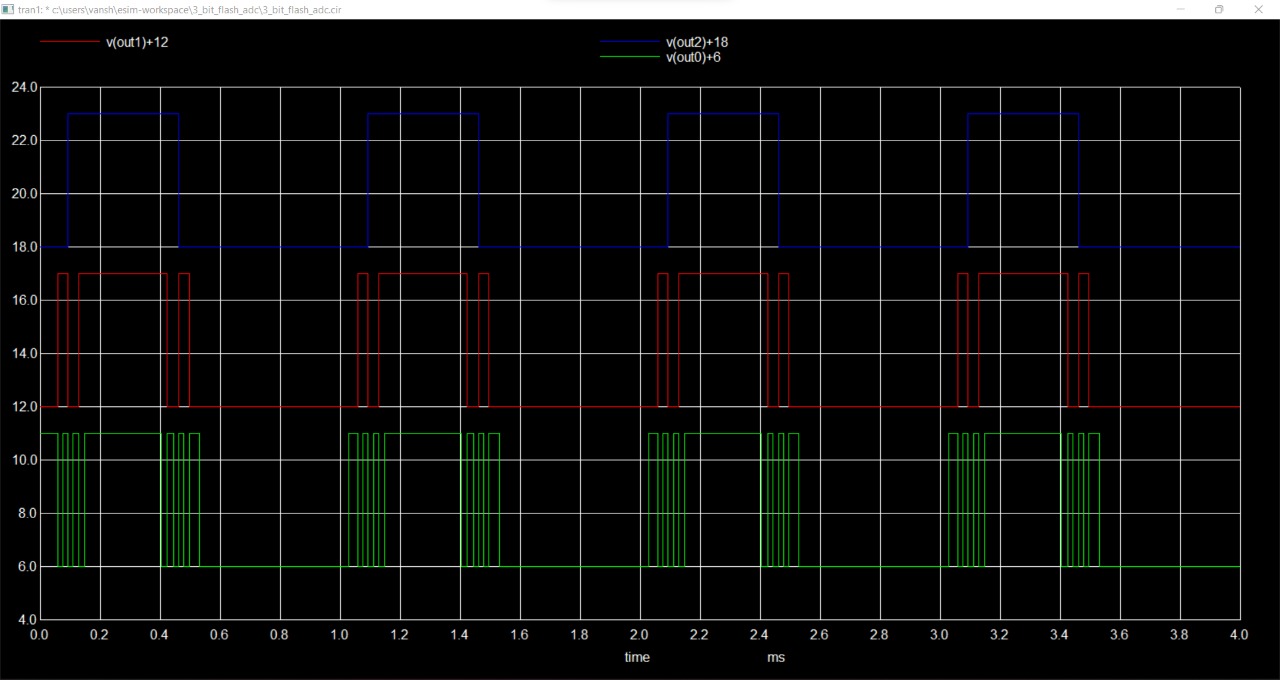 tran1: * c:\users\vansh\esim-workspace\3_bit_flash_adc\3_bit_flash_adc.cir
v(out1)+12
v(out2)+18
v(out0)+6
24.0
22.0
20.0
18.0
16.0
14.0
12.0
10.0
8.0
6.0
4.0
0.0 0.2 0.4 0.6 0.8 1.0 1.2 1.4 1.6 1.8 2.0 2.2 2.4 2.6 2.8 3.0 3.2 3.4 3.6 3.8 4.0
time ms